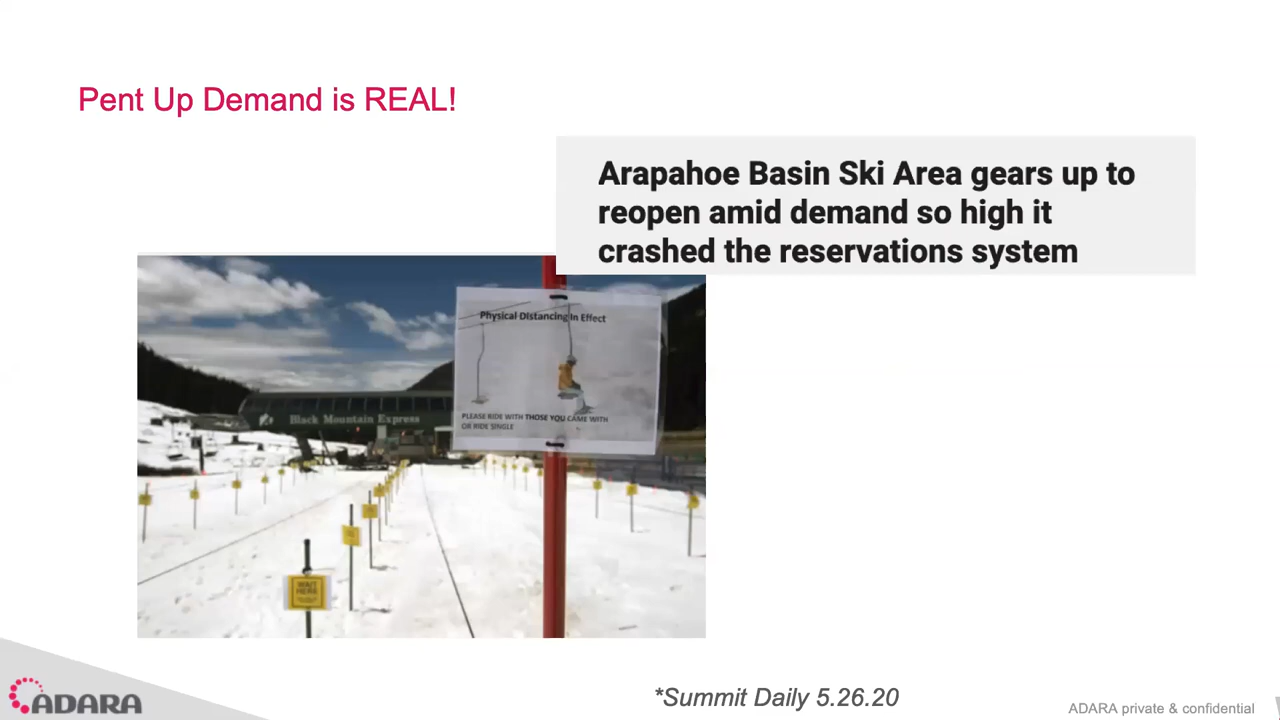 Pent Up Demand is REAL!
Arapahoe Basin Ski Area gears up to
reopen amid demand so high it
crashed the reservations system
Physical Distancing In Effect
PLEASE RIDE WITH THOSE YOU CAME WITH
OR RIDE SINGLE
Black Mountain Express
WAIT
HERE
ADARA
*Summit Daily 5.26.20
ADARA private & confidential